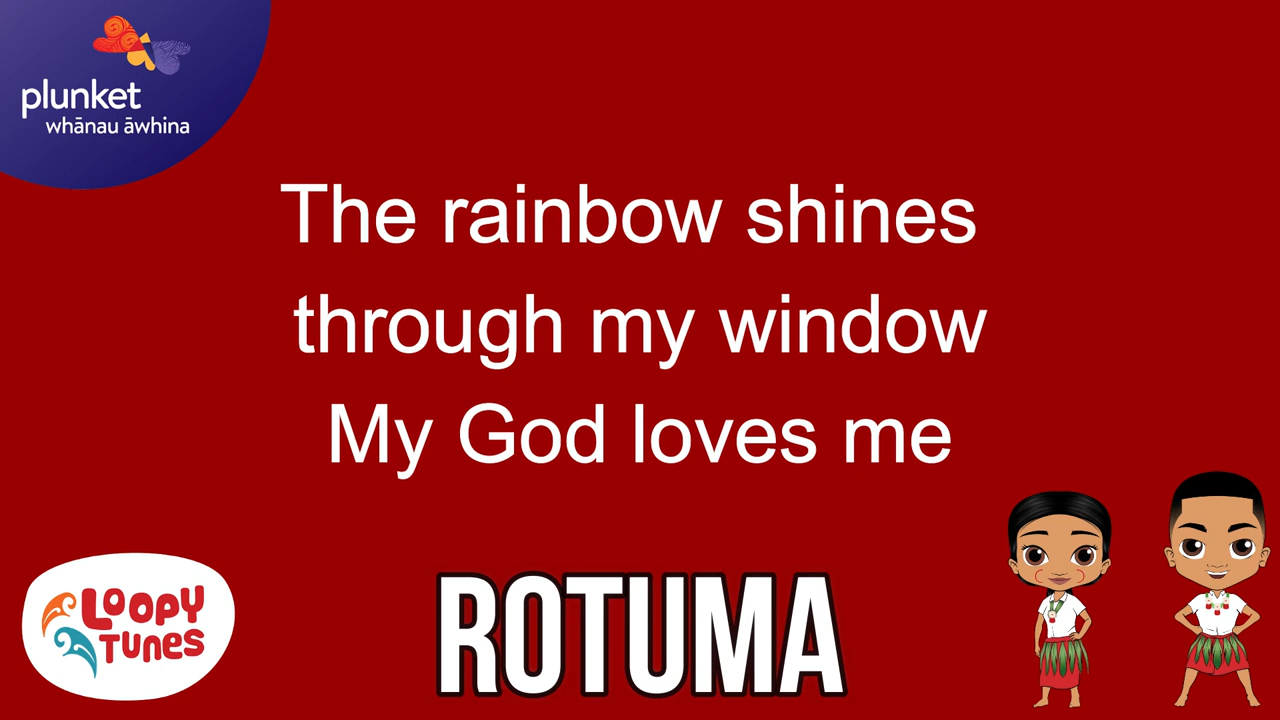 plunket
whānau āwhina
The rainbow shines
through my window
My God loves me
LOOPY
TUNES
ROTUMA